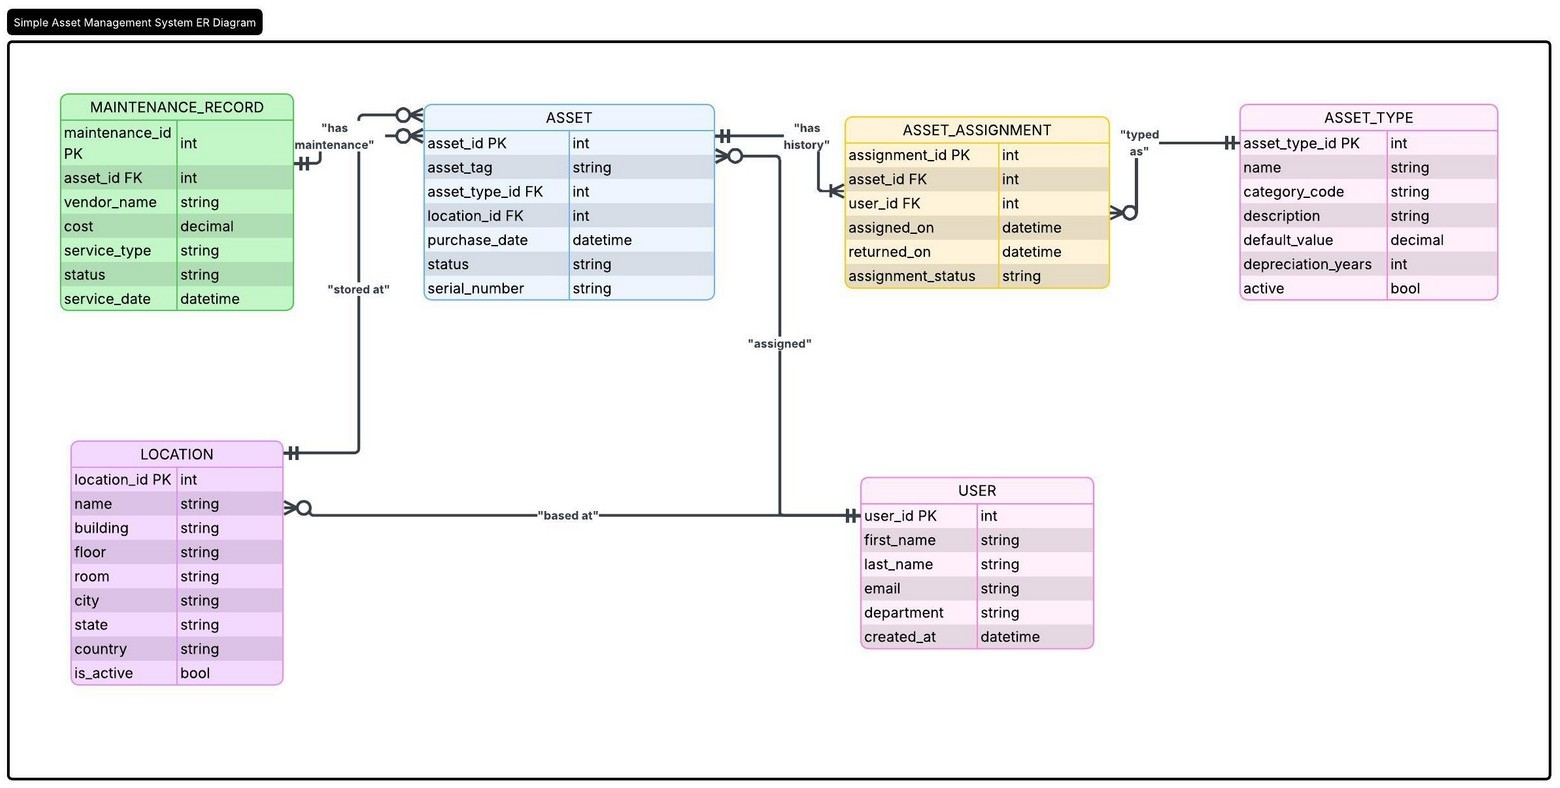 Simple Asset Management System ER Diagram
MAINTENANCE_RECORD
maintenance_id
PK
int
asset_id FK int
vendor_name string
cost decimal
service_type string
status string
service_date datetime
"has
maintenance"
"stored at"
ASSET
asset_id PK int
asset_tag string
asset_type_id FK int
location_id FK int
purchase_date datetime
status string
serial_number string
"has
history"
"assigned"
ASSET_ASSIGNMENT
assignment_id PK int
asset_id FK int
user_id FK int
assigned_on datetime
returned_on datetime
assignment_status string
"typed
as"
ASSET_TYPE
asset_type_id PK int
name string
category_code string
description string
default_value decimal
depreciation_years int
active bool
LOCATION
location_id PK int
name string
building string
floor string
room string
city string
state string
country string
is_active bool
"based at"
USER
user_id PK int
first_name string
last_name string
email string
department string
created_at datetime